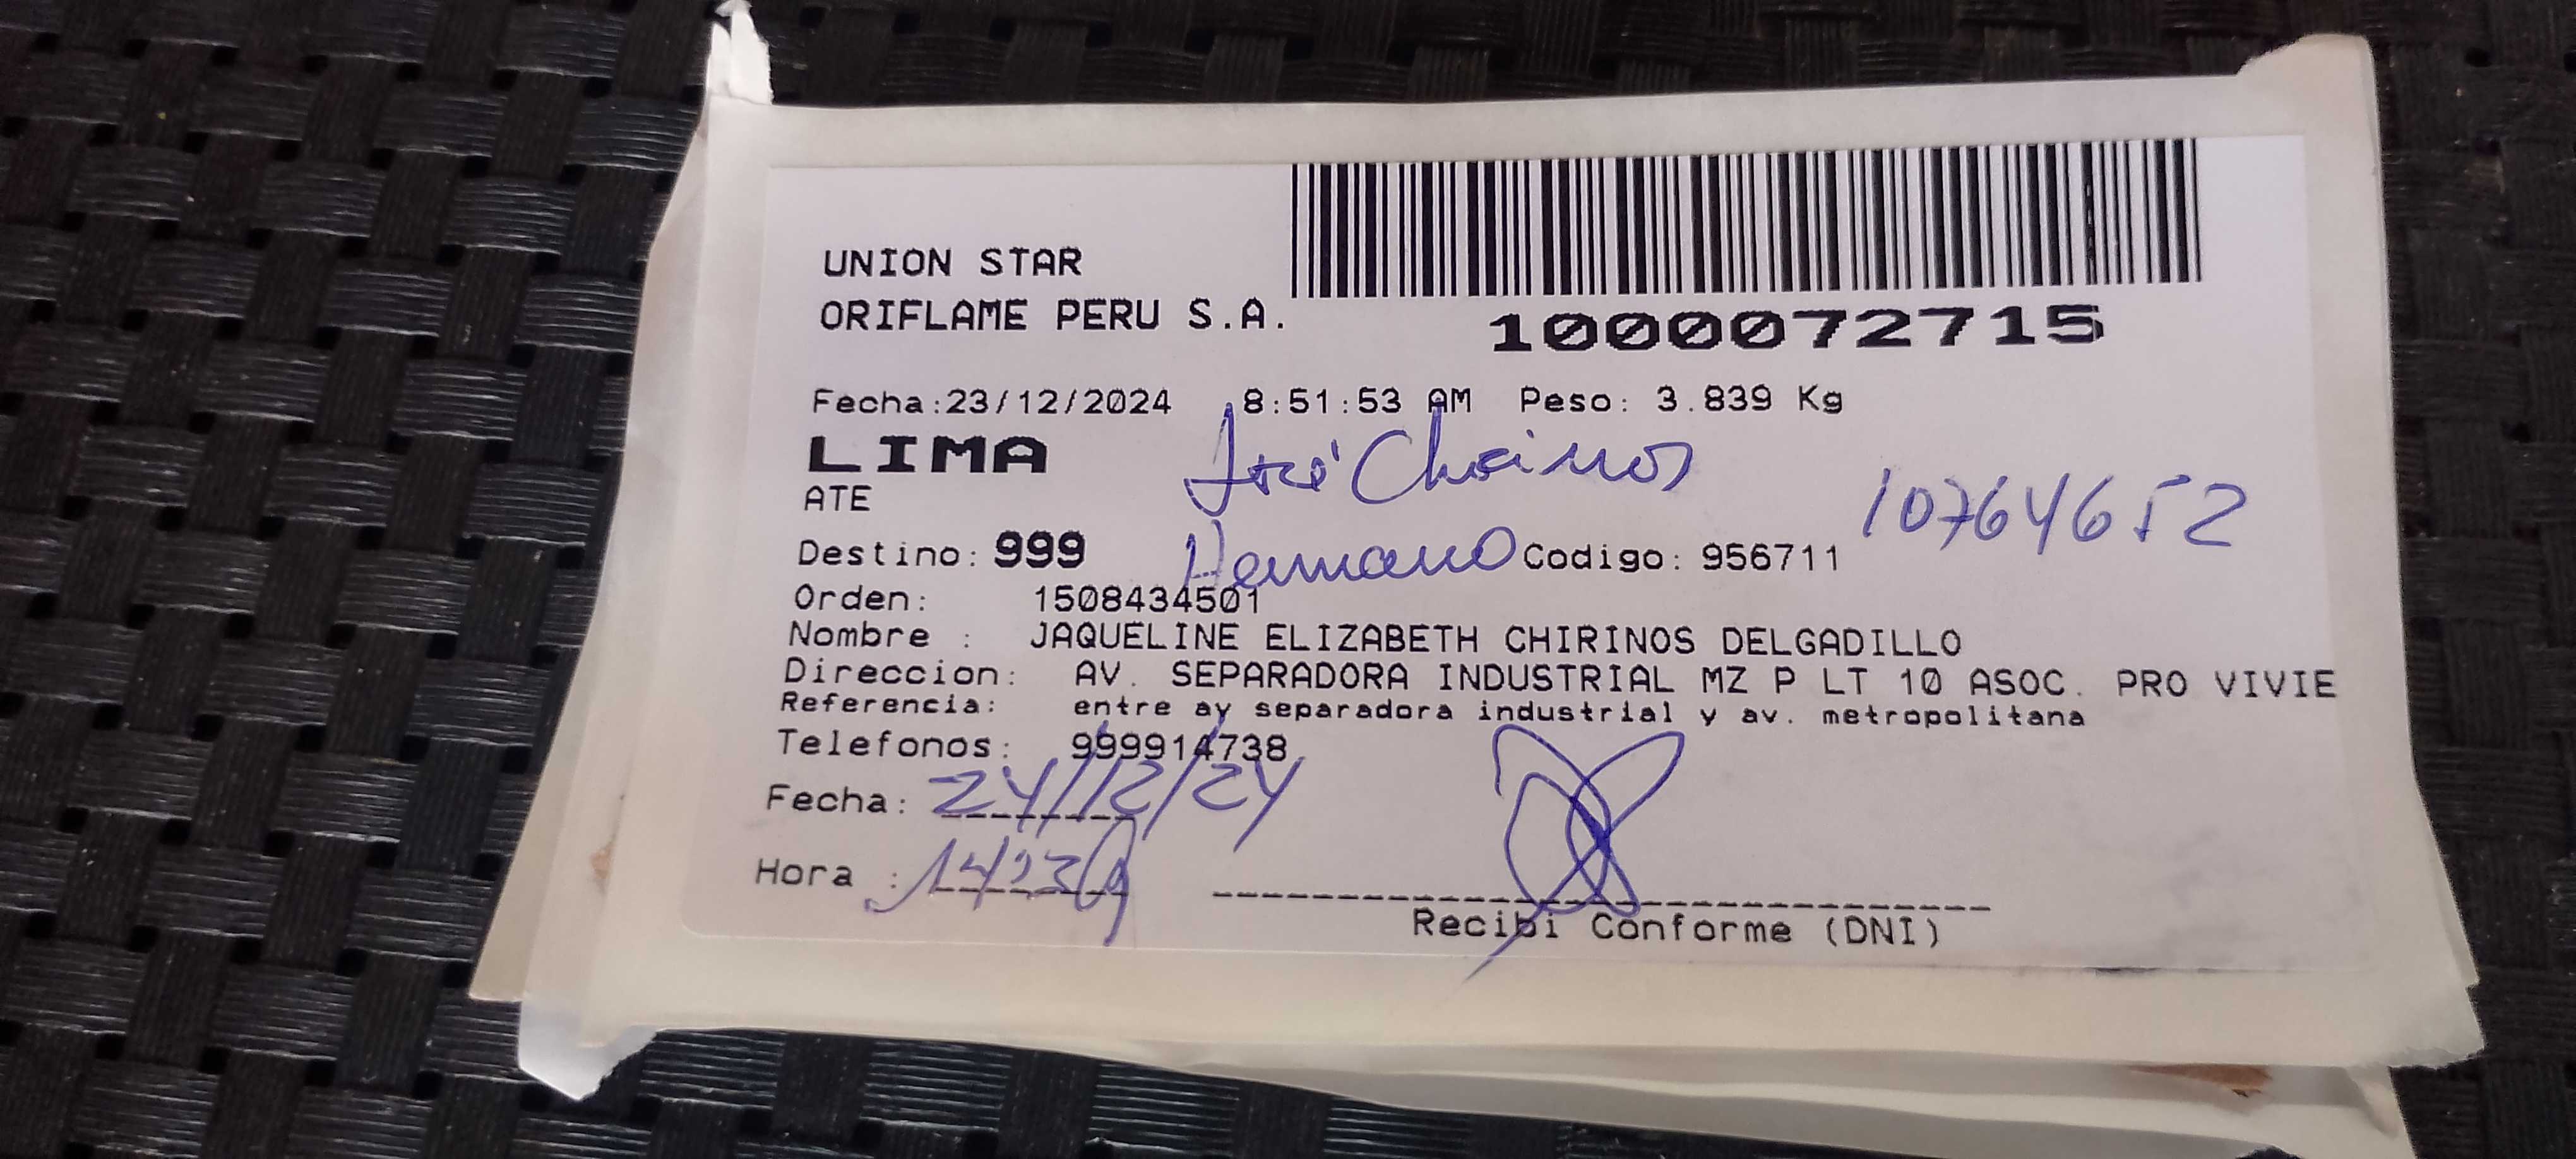 UNION STAR
ORIFLAME PERU S.A.
1000072715
Fecha:23/12/2024 8:51:53 AM Peso: 3.839 Kg
LIMA
José Chirinos
10764652
ATE
Destino: 999 Hermano Codigo: 956711
Orden: 1508434501
Nombre : JAQUELINE ELIZABETH CHIRINOS DELGADILLO
Direccion: AV. SEPARADORA INDUSTRIAL MZ P LT 10 ASOC. PRO VIVIE
Referencia: entre av separadora industrial y av. metropolitana
Telefonos: 999914738
Fecha: 24/12/24
Hora :
Recibi Conforme (DNI)